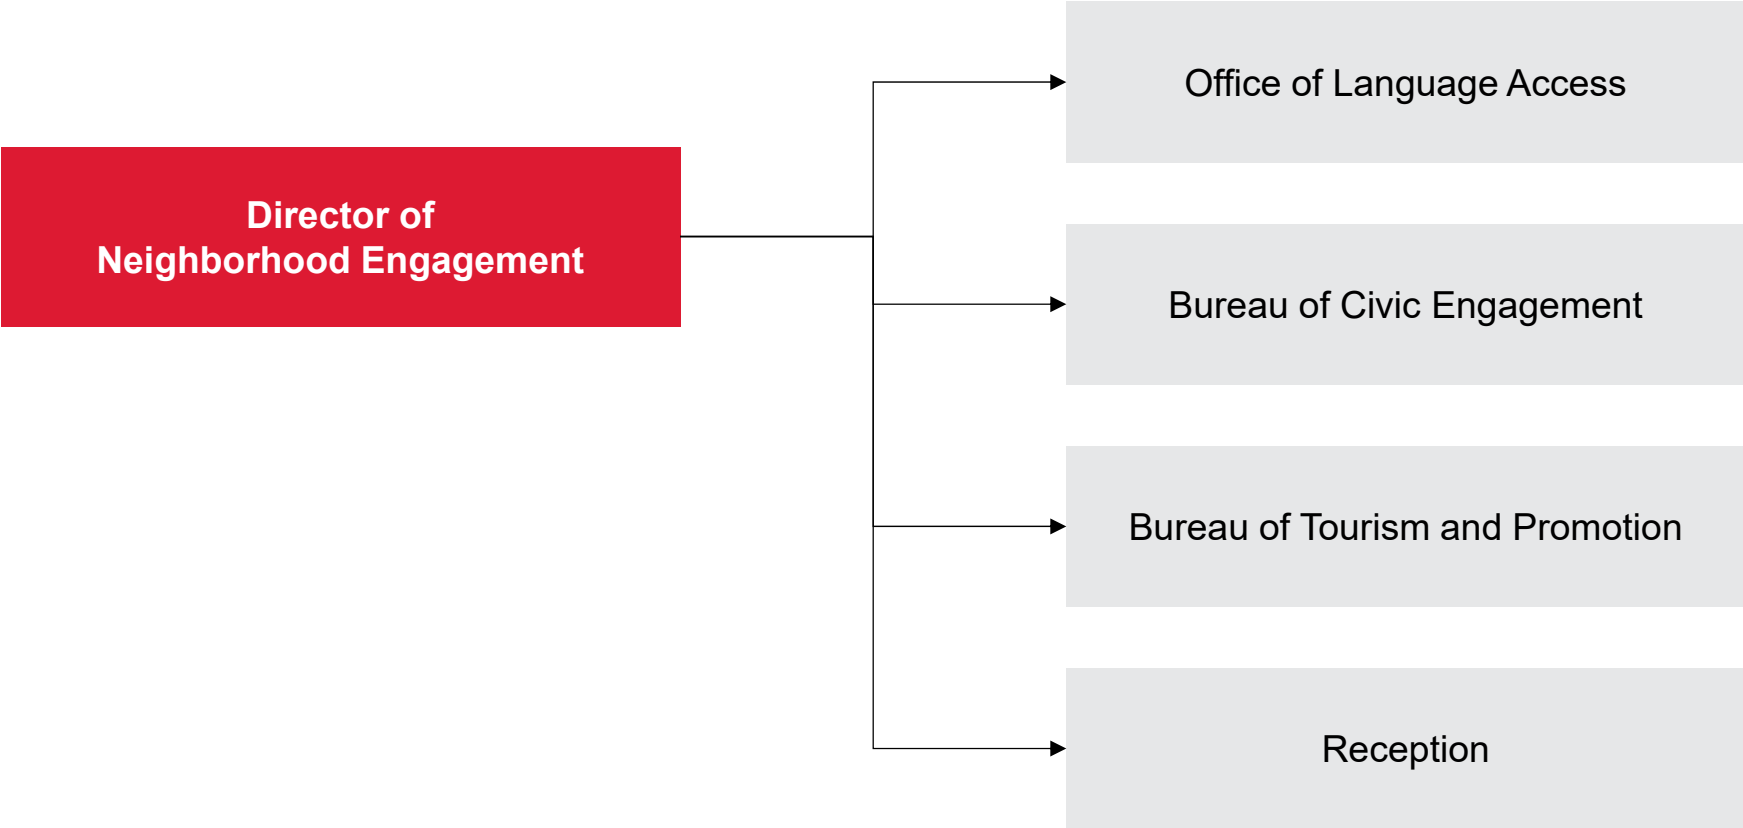 Director of
Neighborhood Engagement
Office of Language Access
Bureau of Civic Engagement
Bureau of Tourism and Promotion
Reception